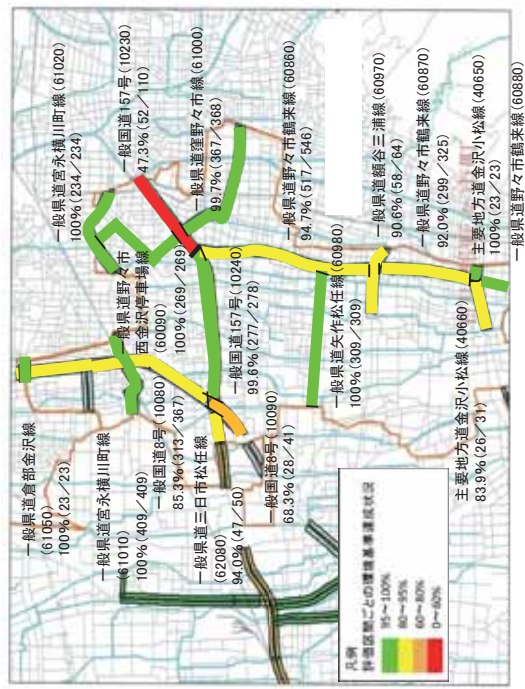 一般県道倉部金沢線
(61050)
100%(23/23)
一般県道宮永横川町線
(61010)
100%(409/409)
一般国道8号(10080)
85.3%(313/367)
一般県道三日市松任線
(62080)
94.0%(47/50)
一般国道8号(10090)
68.3%(28/41)
一般県道宮永横川町線(61020)
100%(234/234)
一般国道157号(10230)
47.3%(52/110)
一般県道野々市
西金沢停車場線
(60090)
100%(269/269)
一般国道157号(10240)
99.6%(277/278)
一般県道窪野々市線(61000)
99.7%(367/368)
一般県道野々市鶴来線(60860)
94.7%(517/546)
一般県道矢作松任線(60980)
100%(309/309)
一般県道額谷三浦線(60970)
90.6%(58/64)
一般県道野々市鶴来線(60870)
92.0%(299/325)
主要地方道金沢小松線(40650)
100%(23/23)
一般県道野々市鶴来線(60880)
主要地方道金沢小松線(40660)
83.9%(26/31)
凡例
評価区間ごとの環境基準達成状況
95~100%
80~95%
60~80%
0~60%